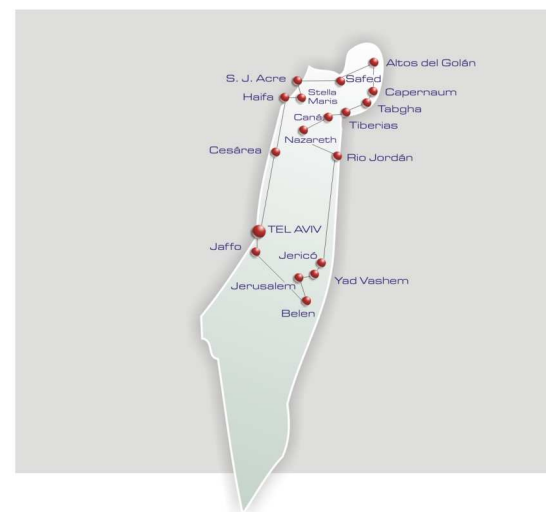 Altos del Golán
S. J. Acre
Safed
Haifa
Stella
Maris
Capernaum
Tabgha
Caná
Tiberias
Nazareth
Cesárea
Rio Jordán
TEL AVIV
Jaffo
Jericó
Jerusalem
Yad Vashem
Belen